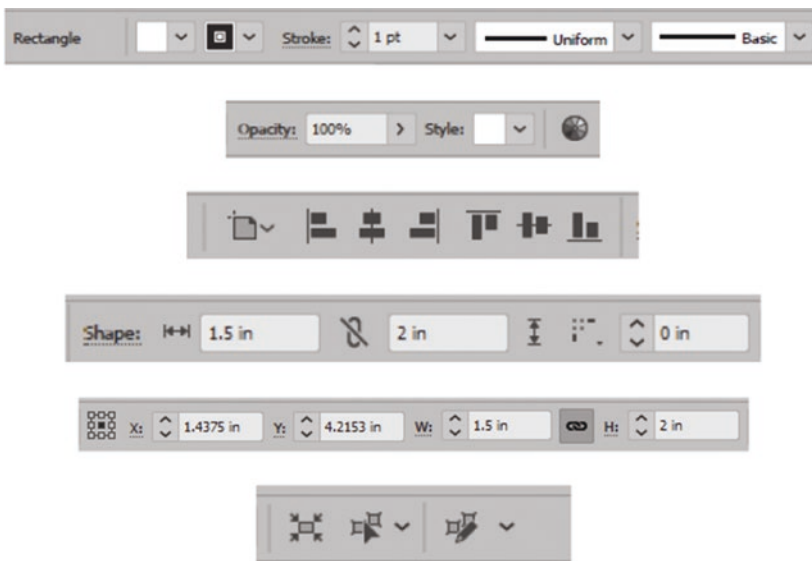 Rectangle Stroke: 1 pt Uniform Basic
Opacity: 100% Style:
Shape: 1.5 in 2 in 0 in
X: 1.4375 in Y: 4.2153 in W: 1.5 in H: 2 in